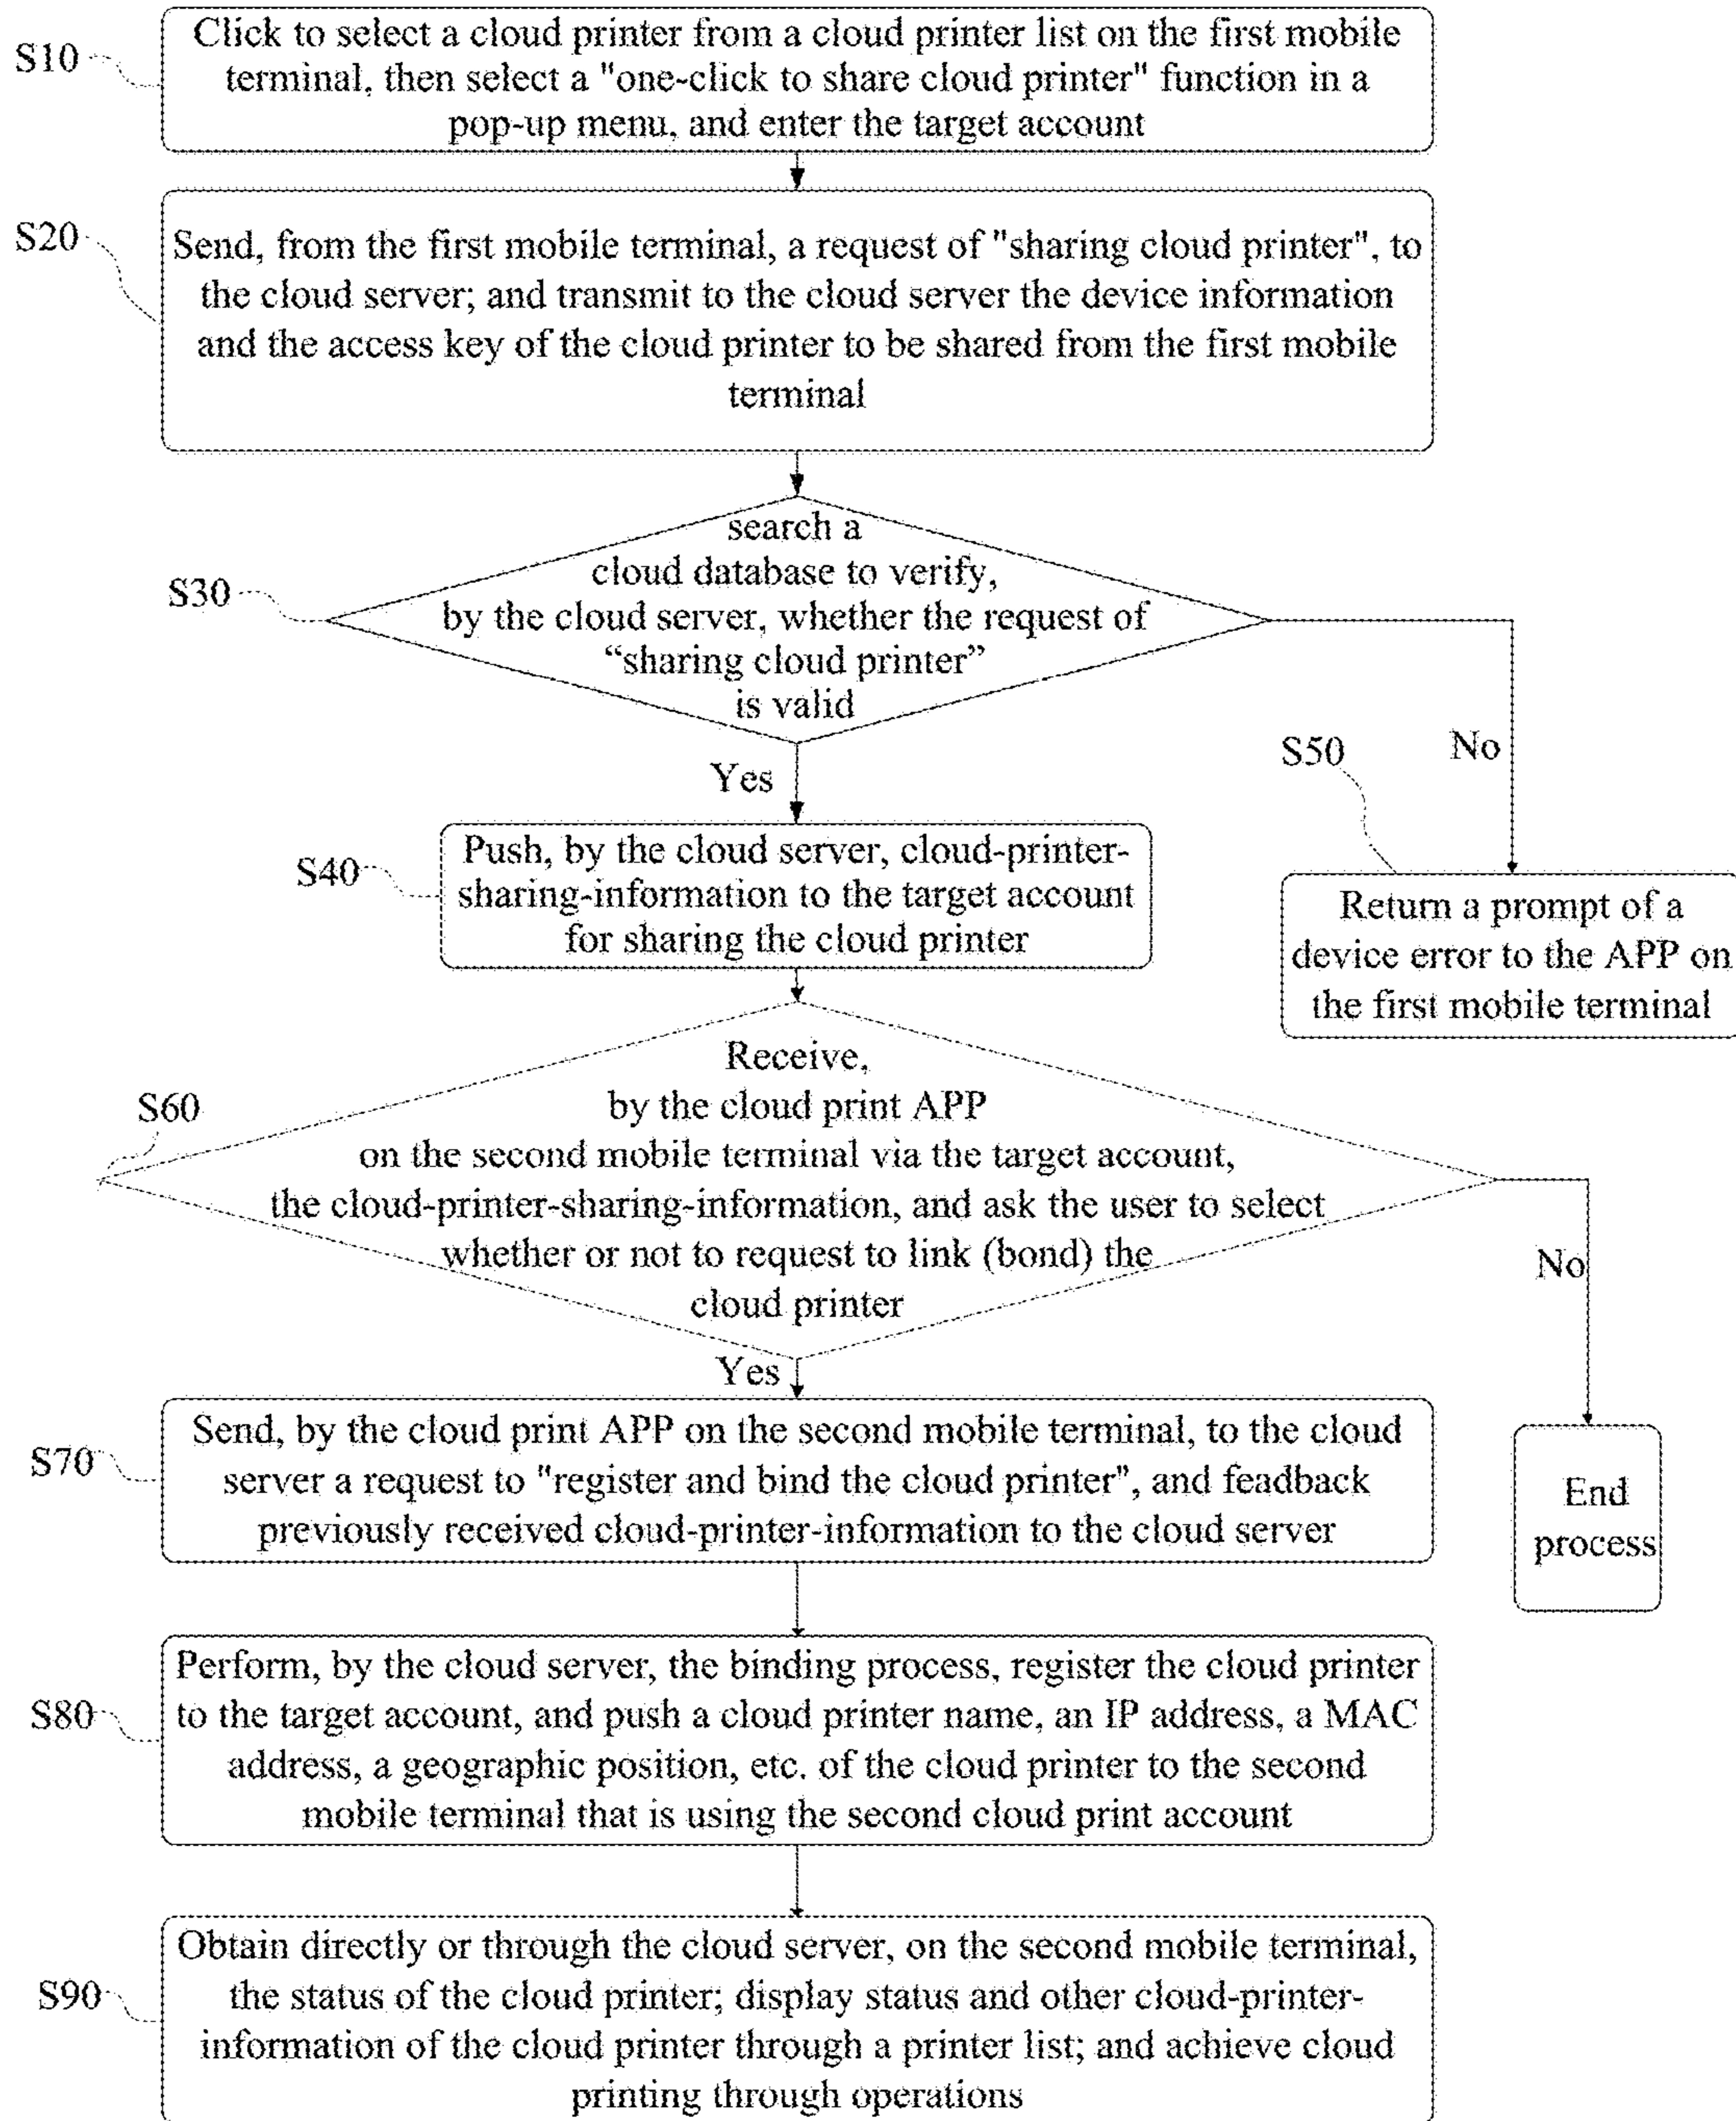 S10
Click to select a cloud printer from a cloud printer list on the first mobile
terminal, then select a "one-click to share cloud printer" function in a
pop-up menu, and enter the target account
S20
Send, from the first mobile terminal, a request of "sharing cloud printer", to
the cloud server; and transmit to the cloud server the device information
and the access key of the cloud printer to be shared from the first mobile
terminal
S30
search a
cloud database to verify,
by the cloud server, whether the request of
“sharing cloud printer”
is valid
Yes
No
S40
Push, by the cloud server, cloud-printer-
sharing-information to the target account
for sharing the cloud printer
S50
Return a prompt of a
device error to the APP on
the first mobile terminal
S60
Receive,
by the cloud print APP
on the second mobile terminal via the target account,
the cloud-printer-sharing-information, and ask the user to select
whether or not to request to link (bond) the
cloud printer
Yes
No
S70
Send, by the cloud print APP on the second mobile terminal, to the cloud
server a request to "register and bind the cloud printer", and feadback
previously received cloud-printer-information to the cloud server
End
process
S80
Perform, by the cloud server, the binding process, register the cloud printer
to the target account, and push a cloud printer name, an IP address, a MAC
address, a geographic position, etc. of the cloud printer to the second
mobile terminal that is using the second cloud print account
S90
Obtain directly or through the cloud server, on the second mobile terminal,
the status of the cloud printer; display status and other cloud-printer-
information of the cloud printer through a printer list; and achieve cloud
printing through operations